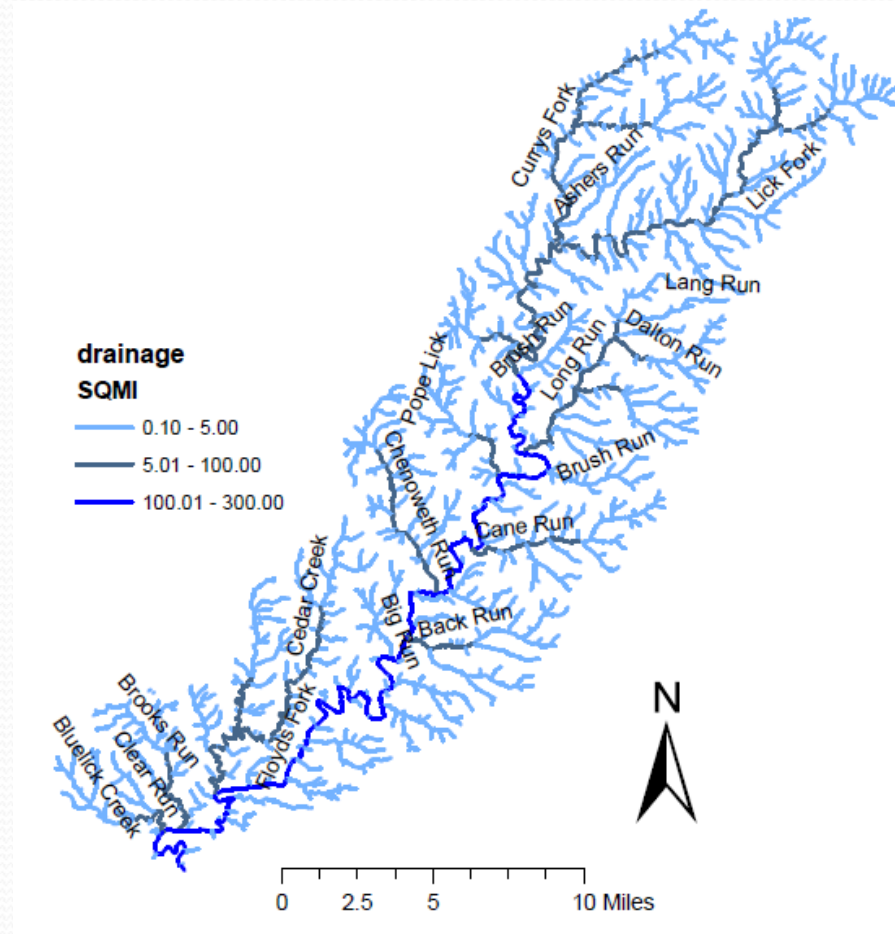 Currys Fork
Ashers Run
Lick Fork
Lang Run
Brush Run
Long Run
Dalton Run
Pope Lick
drainage
SQMI
0.10 - 5.00
5.01 - 100.00
100.01 - 300.00
Chenoweth Run
Brush Run
Cane Run
Cedar Creek
Big Run
Back Run
Floyds Fork
Brooks Run
Clear Run
Bluelick Creek
N
0 2.5 5 10 Miles